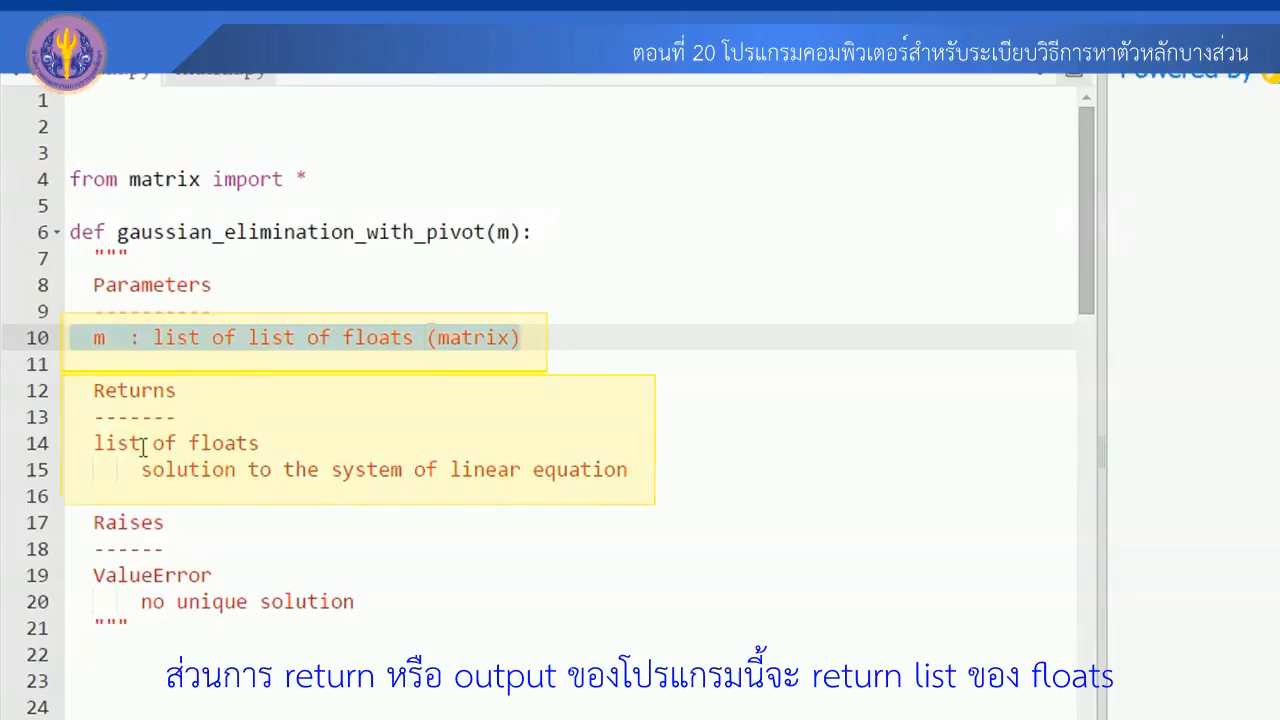 ตอนที่ 20 โปรแกรมคอมพิวเตอร์สำหรับระเบียบวิธีการหาตัวหลักบางส่วน
Powered by
1
2
3
4 from matrix import *
5
6 def gaussian_elimination_with_pivot(m):
7 """
8 Parameters
9 ----------
10 m : list of list of floats (matrix)
11
12 Returns
13 -------
14 list of floats
15 solution to the system of linear equation
16
17 Raises
18 ------
19 ValueError
20 no unique solution
21 """
22
23
24
ส่วนการ return หรือ output ของโปรแกรมนี้จะ return list ของ floats